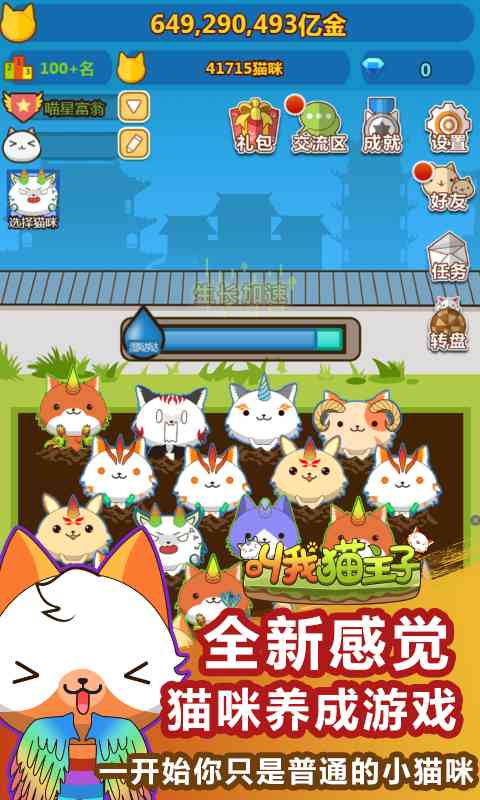 649,290,493亿金
100+名
41715猫咪
0
喵星富翁
礼包
交流区
成就
设置
选择猫咪
好友
任务
生长加速
转盘
叫我猫主子
全新感觉
猫咪养成游戏
一开始你只是普通的小猫咪